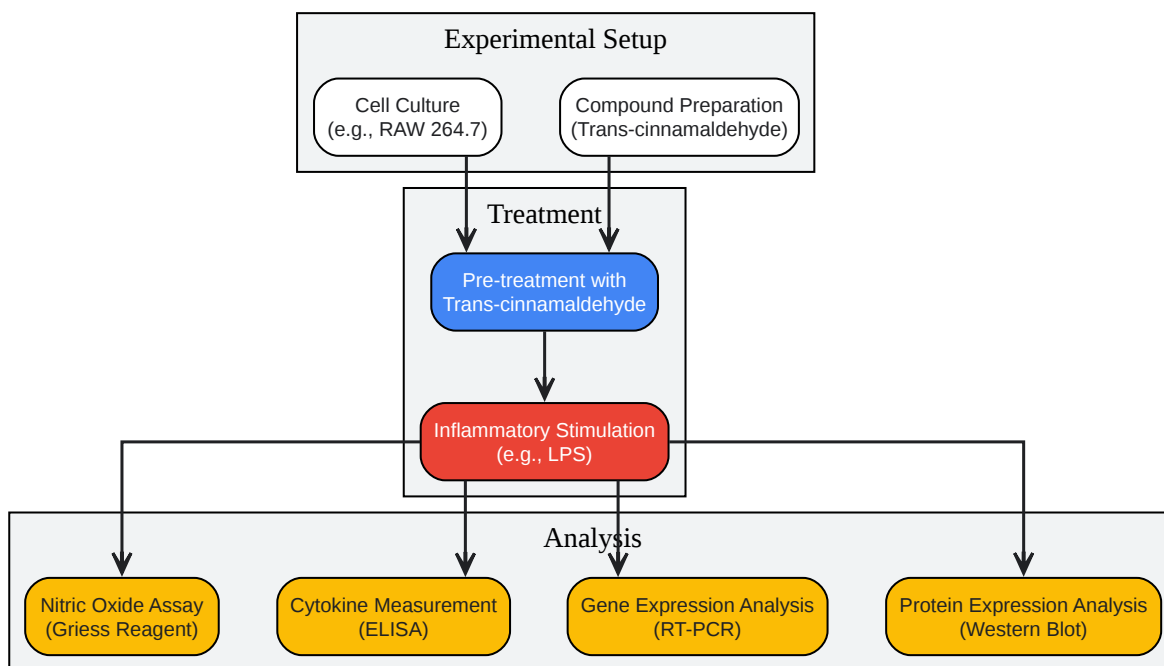 Experimental Setup
Cell Culture
(e.g., RAW 264.7)
Compound Preparation
(Trans-cinnamaldehyde)
Treatment
Pre-treatment with
Trans-cinnamaldehyde
Inflammatory Stimulation
(e.g., LPS)
Analysis
Nitric Oxide Assay
(Griess Reagent)
Cytokine Measurement
(ELISA)
Gene Expression Analysis
(RT-PCR)
Protein Expression Analysis
(Western Blot)